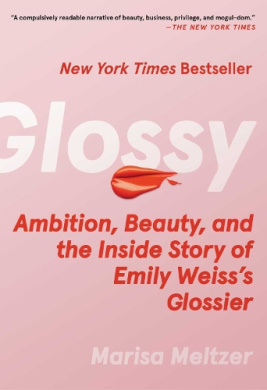 "A compulsively readable narrative of beauty, business, privilege, and mogul-dom."
—THE NEW YORK TIMES
New York Times Bestseller
Glossy
Ambition, Beauty, and
the Inside Story of
Emily Weiss's
Glossier
Marisa Meltzer